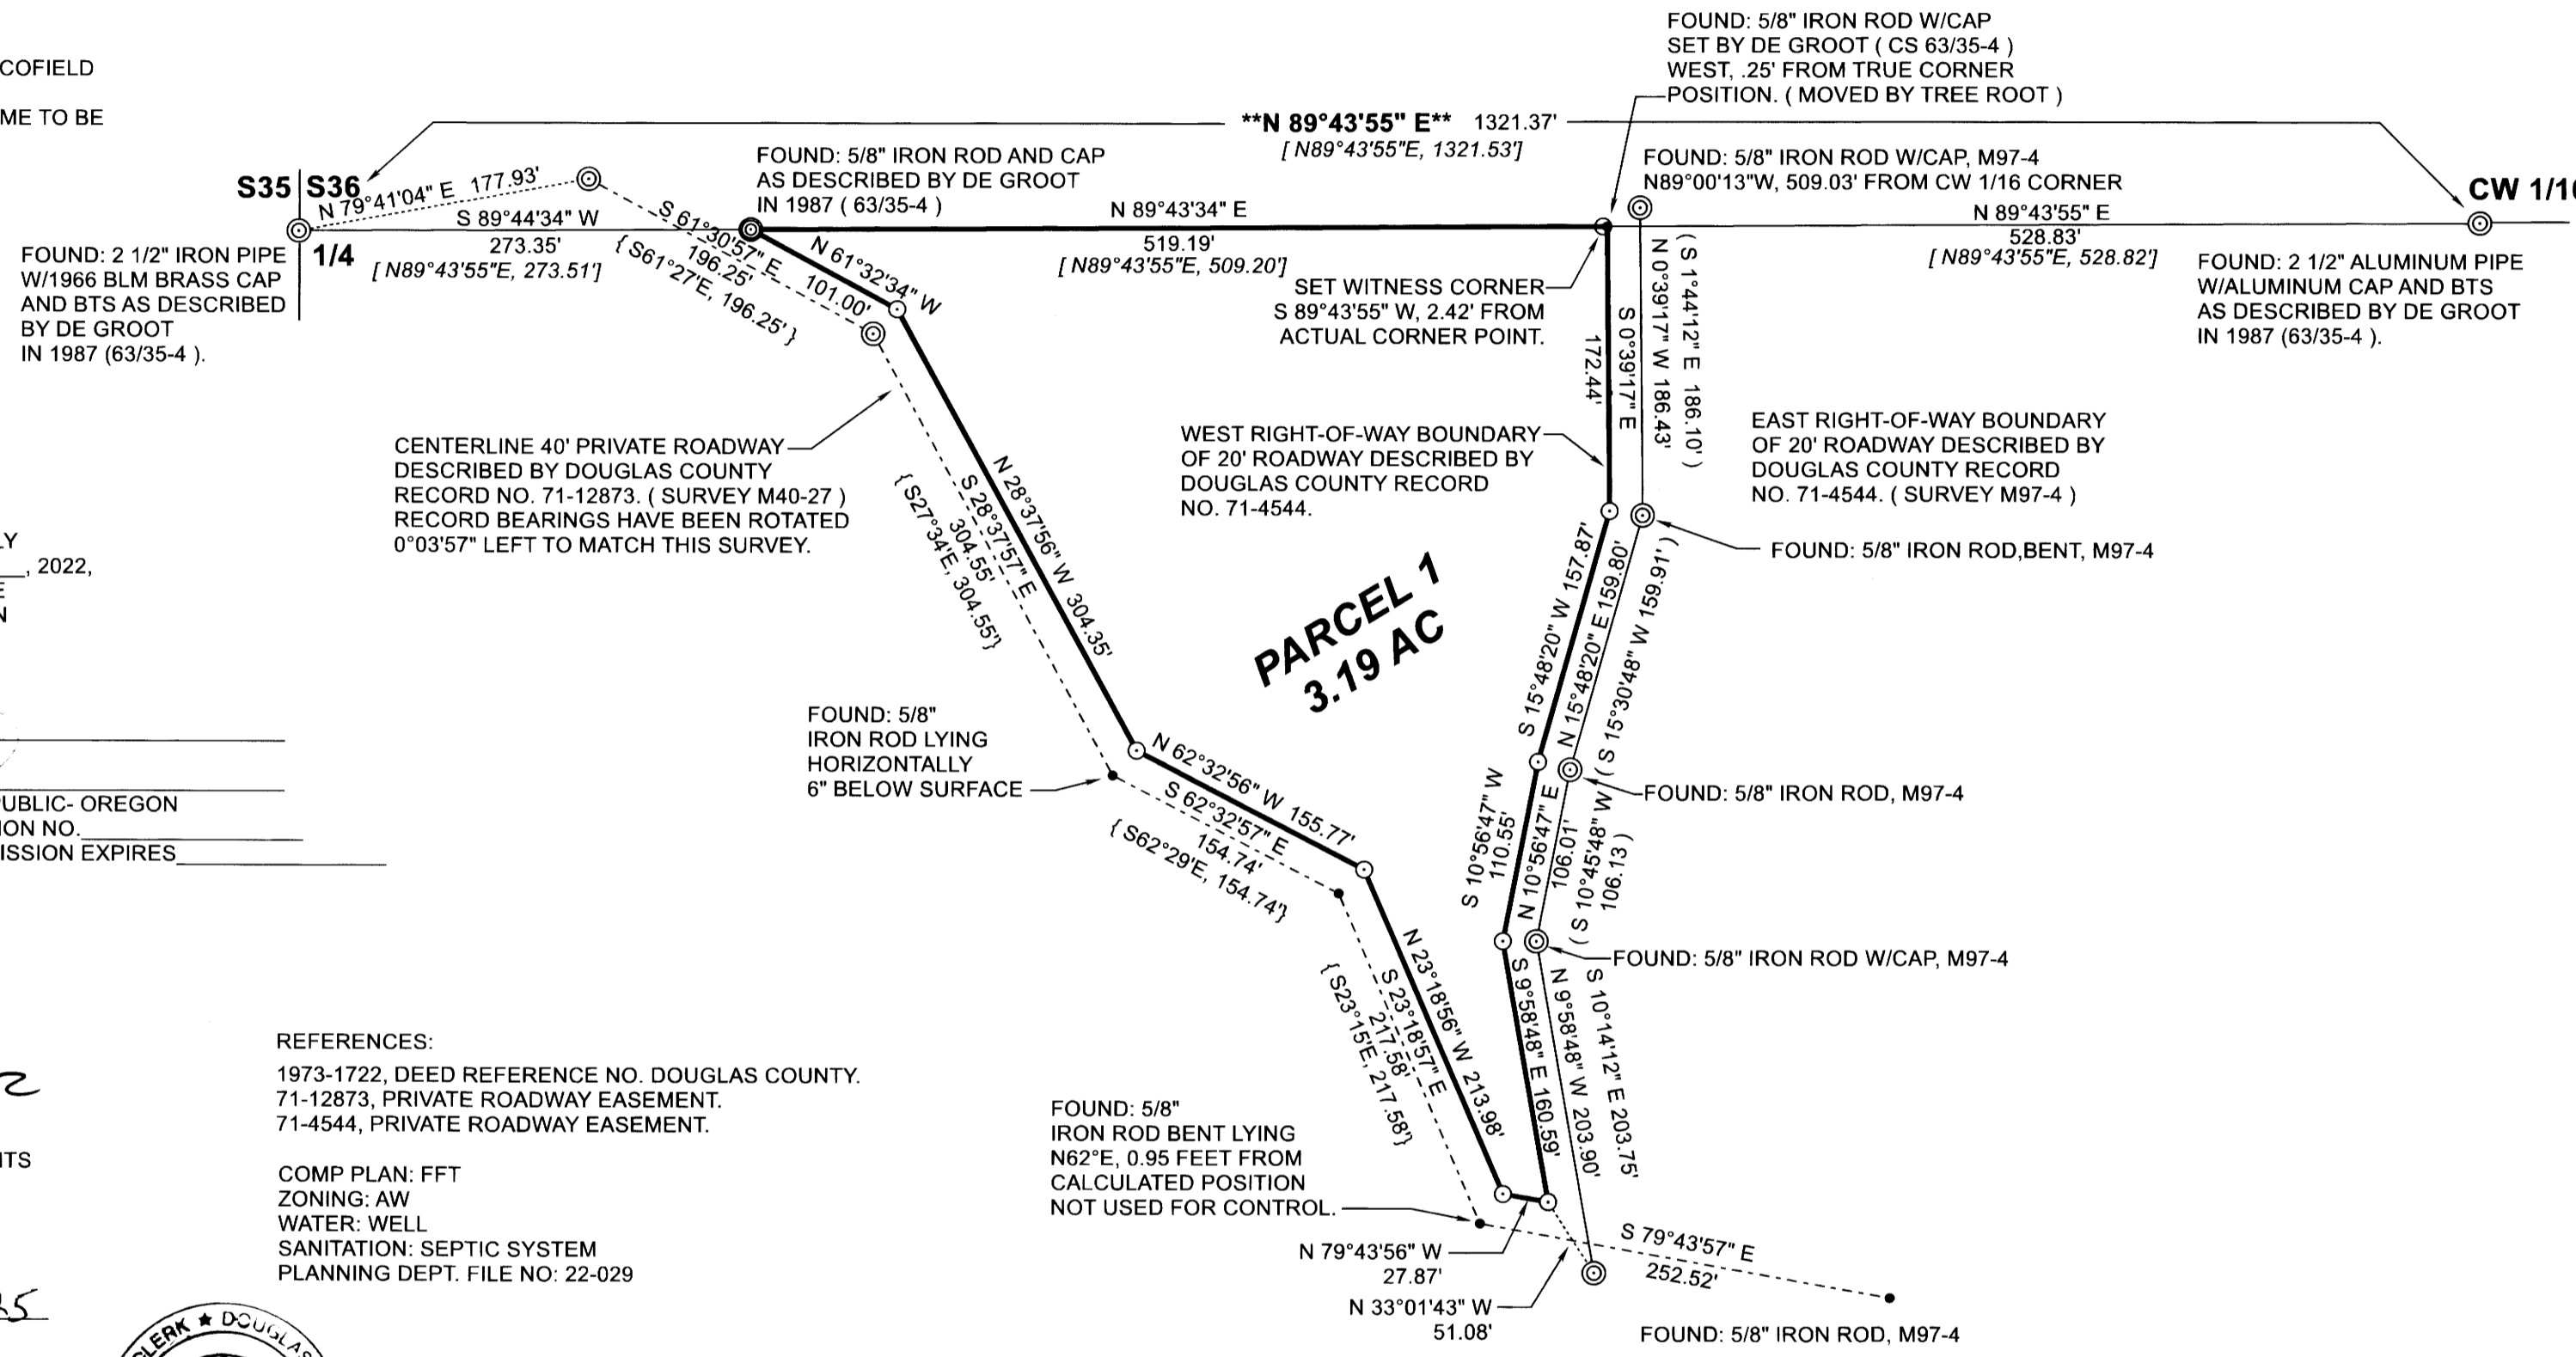 COFIELD
ME TO BE
FOUND: 5/8" IRON ROD W/CAP
SET BY DE GROOT ( CS 63/35-4 )
WEST, .25' FROM TRUE CORNER
POSITION. ( MOVED BY TREE ROOT )
**N 89°43'55" E** 1321.37'
[ N89°43'55"E, 1321.53']
FOUND: 5/8" IRON ROD AND CAP
AS DESCRIBED BY DE GROOT
IN 1987 ( 63/35-4 )
FOUND: 5/8" IRON ROD W/CAP, M97-4
N89°00'13"W, 509.03' FROM CW 1/16 CORNER
S35 S36
1/4
CW 1/16
N 79°41'04" E 177.93'
S 89°44'34" W
273.35'
[ N89°43'55"E, 273.51']
S 61°30'57" E
196.25'
{ S61°27'E, 196.25' }
N 61°32'34" W
101.00'
N 89°43'34" E
519.19'
[ N89°43'55"E, 509.20']
N 89°43'55" E
528.83'
[ N89°43'55"E, 528.82']
FOUND: 2 1/2" IRON PIPE
W/1966 BLM BRASS CAP
AND BTS AS DESCRIBED
BY DE GROOT
IN 1987 (63/35-4 ).
SET WITNESS CORNER
S 89°43'55" W, 2.42' FROM
ACTUAL CORNER POINT.
FOUND: 2 1/2" ALUMINUM PIPE
W/ALUMINUM CAP AND BTS
AS DESCRIBED BY DE GROOT
IN 1987 (63/35-4 ).
S 0°39'17" E
172.44'
N 0°39'17" W 186.43'
( S 1°44'12" E 186.10' )
CENTERLINE 40' PRIVATE ROADWAY
DESCRIBED BY DOUGLAS COUNTY
RECORD NO. 71-12873. ( SURVEY M40-27 )
RECORD BEARINGS HAVE BEEN ROTATED
0°03'57" LEFT TO MATCH THIS SURVEY.
WEST RIGHT-OF-WAY BOUNDARY
OF 20' ROADWAY DESCRIBED BY
DOUGLAS COUNTY RECORD
NO. 71-4544.
EAST RIGHT-OF-WAY BOUNDARY
OF 20' ROADWAY DESCRIBED BY
DOUGLAS COUNTY RECORD
NO. 71-4544. ( SURVEY M97-4 )
FOUND: 5/8" IRON ROD,BENT, M97-4
N 28°37'56" W 304.35'
S 28°37'57" E
304.55'
{ S27°34'E, 304.55'}
, 2022,
PARCEL 1
3.19 AC
S 15°48'20" W 157.87'
N 15°48'20" E 159.80'
( S 15°30'48" W 159.91' )
FOUND: 5/8"
IRON ROD LYING
HORIZONTALLY
6" BELOW SURFACE
N 62°32'56" W 155.77'
S 62°32'57" E
154.74'
{ S62°29'E, 154.74'}
FOUND: 5/8" IRON ROD, M97-4
PUBLIC- OREGON
ION NO.
ISSION EXPIRES
S 10°56'47" W
110.55'
N 10°56'47" E
106.01'
( S 10°45'48" W
106.13 )
FOUND: 5/8" IRON ROD W/CAP, M97-4
N 23°18'56" W 213.98'
S 23°18'57" E
217.58'
{ S23°15'E, 217.58'}
S 9°58'48" E 160.59'
N 9°58'48" W 203.90'
S 10°14'12" E 203.75'
REFERENCES:
1973-1722, DEED REFERENCE NO. DOUGLAS COUNTY.
71-12873, PRIVATE ROADWAY EASEMENT.
71-4544, PRIVATE ROADWAY EASEMENT.
COMP PLAN: FFT
ZONING: AW
WATER: WELL
SANITATION: SEPTIC SYSTEM
PLANNING DEPT. FILE NO: 22-029
FOUND: 5/8"
IRON ROD BENT LYING
N62°E, 0.95 FEET FROM
CALCULATED POSITION
NOT USED FOR CONTROL.
N 79°43'56" W
27.87'
N 33°01'43" W
51.08'
S 79°43'57" E
252.52'
FOUND: 5/8" IRON ROD, M97-4
CLERK ★ DOUGLAS